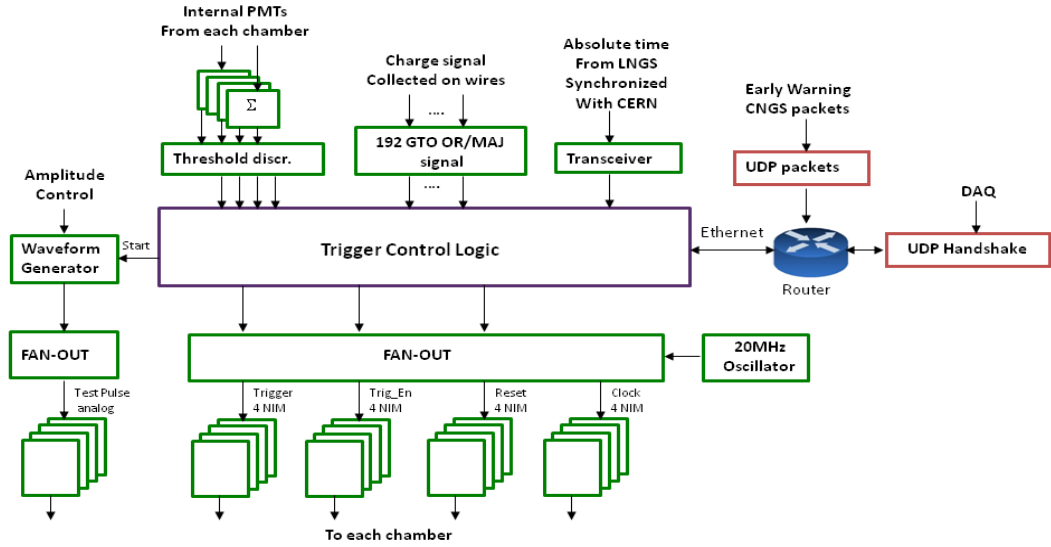 Internal PMTs
From each chamber
Charge signal
Collected on wires
Absolute time
From LNGS
Synchronized
With CERN
Early Warning
CNGS packets
Σ
....
Threshold discr.
192 GTO OR/MAJ
signal
Transceiver
UDP packets
....
Amplitude
Control
DAQ
Waveform
Generator
Start
Trigger Control Logic
Ethernet
UDP Handshake
Router
FAN-OUT
FAN-OUT
20MHz
Oscillator
Test Pulse
analog
Trigger
4 NIM
Trig_En
4 NIM
Reset
4 NIM
Clock
4 NIM
To each chamber